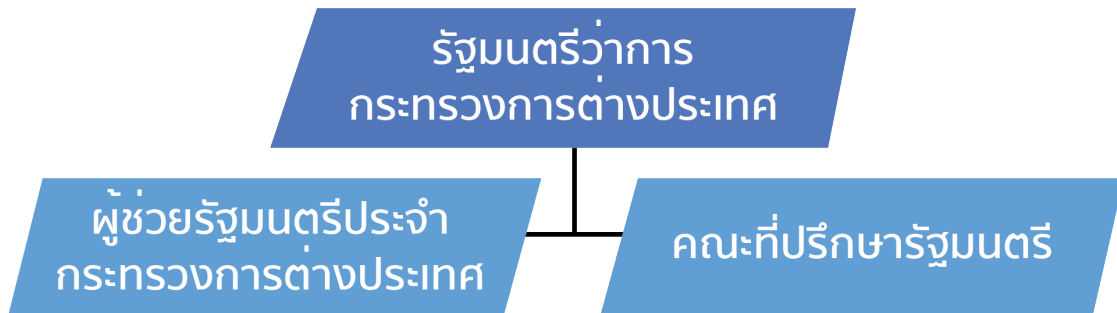 รัฐมนตรีว่าการ
กระทรวงการต่างประเทศ
ผู้ช่วยรัฐมนตรีประจำ
กระทรวงการต่างประเทศ
คณะที่ปรึกษารัฐมนตรี